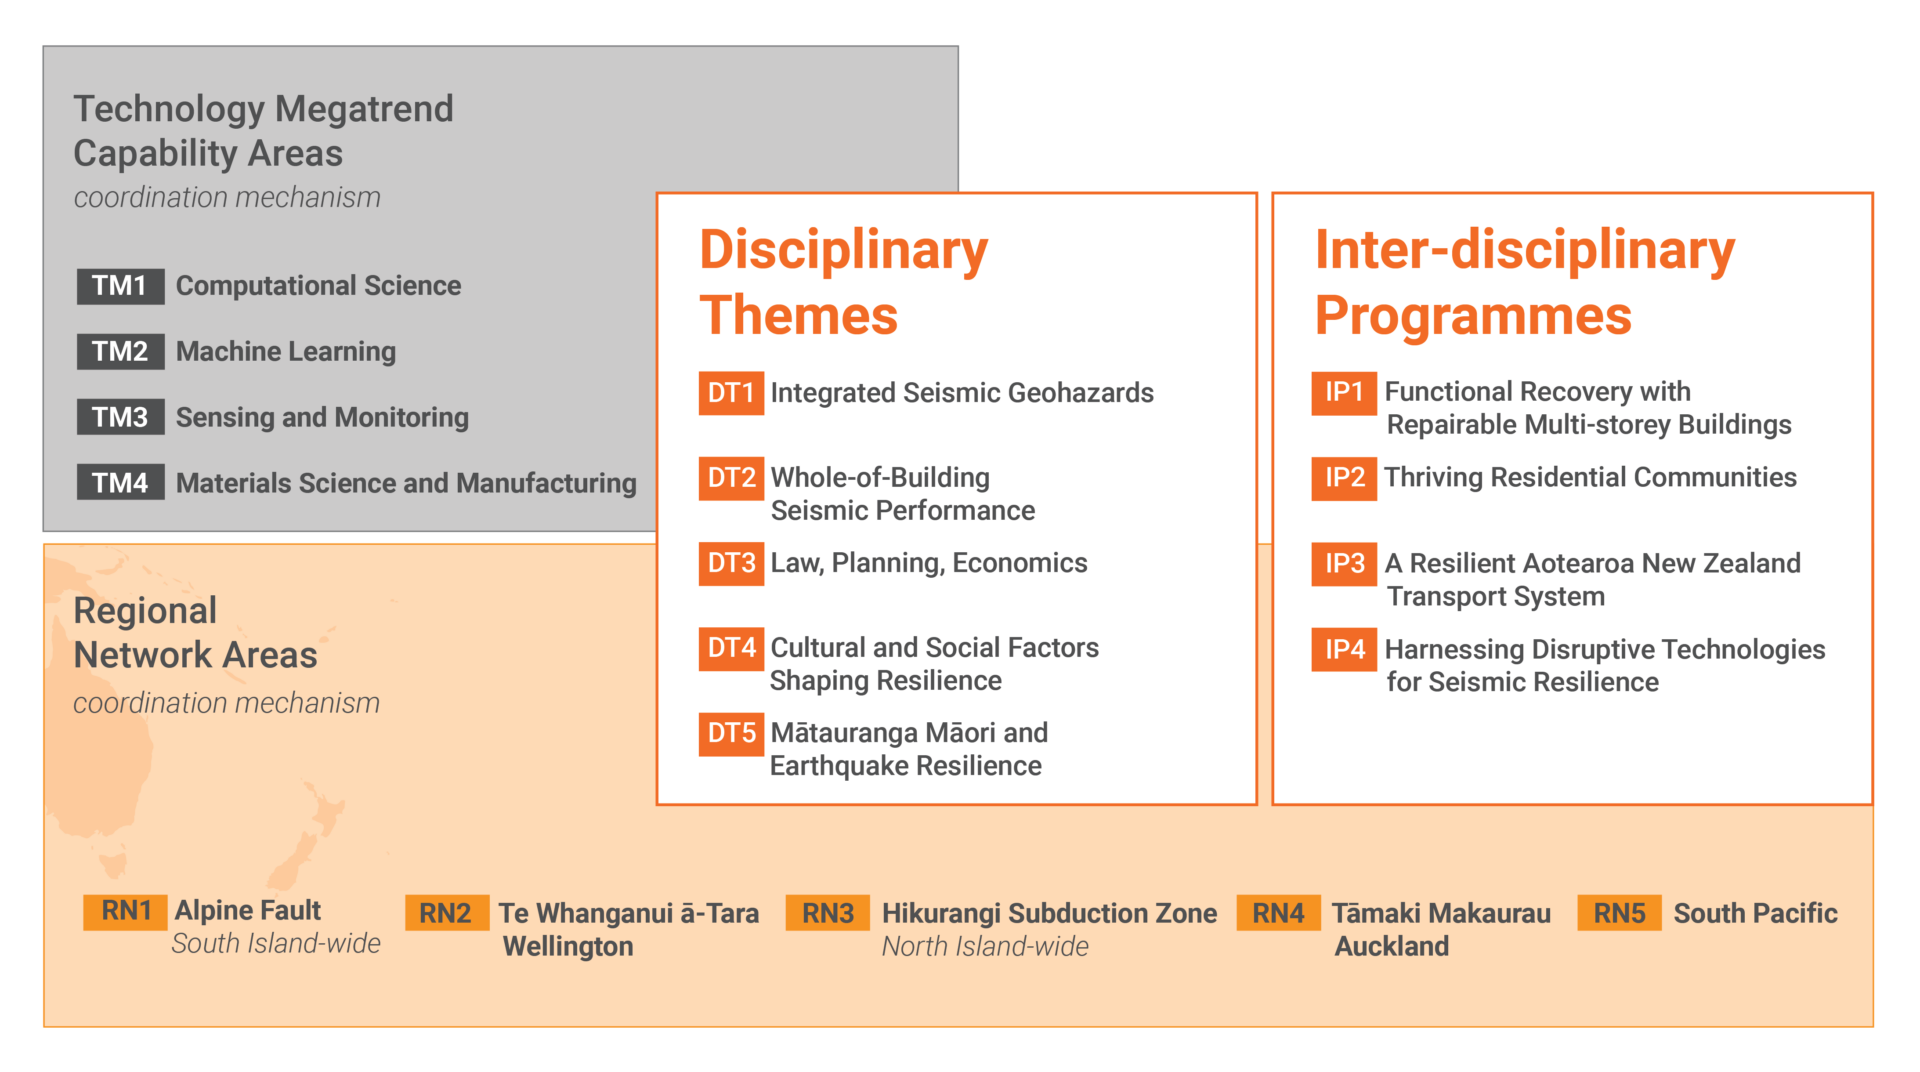 Technology Megatrend
Capability Areas
coordination mechanism
TM1 Computational Science
TM2 Machine Learning
TM3 Sensing and Monitoring
TM4 Materials Science and Manufacturing
Disciplinary
Themes
DT1 Integrated Seismic Geohazards
DT2 Whole-of-Building
Seismic Performance
DT3 Law, Planning, Economics
DT4 Cultural and Social Factors
Shaping Resilience
DT5 Mātauranga Māori and
Earthquake Resilience
Inter-disciplinary
Programmes
IP1 Functional Recovery with
Repairable Multi-storey Buildings
IP2 Thriving Residential Communities
IP3 A Resilient Aotearoa New Zealand
Transport System
IP4 Harnessing Disruptive Technologies
for Seismic Resilience
Regional
Network Areas
coordination mechanism
RN1 Alpine Fault
South Island-wide
RN2 Te Whanganui ā-Tara
Wellington
RN3 Hikurangi Subduction Zone
North Island-wide
RN4 Tāmaki Makaurau
Auckland
RN5 South Pacific